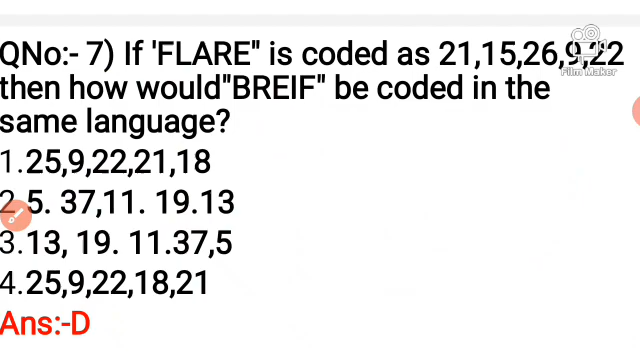 QNo:- 7) If 'FLARE" is coded as 21,15,26,9,22
Film Maker
then how would"BREIF" be coded in the
same language?
1.25,9,22,21,18
2 5. 37,11. 19.13
3.13, 19. 11.37,5
4.25,9,22,18,21
Ans:-D